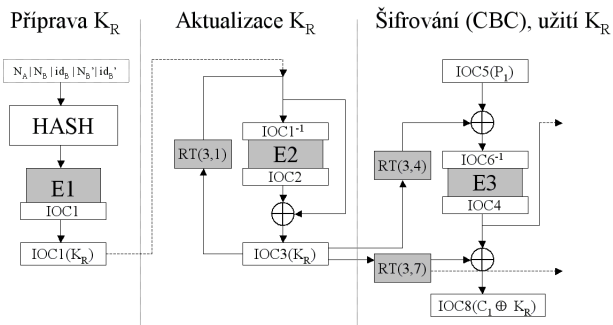 Příprava K_R
N_A | N_B | id_B | N_B' | id_B'
HASH
E1
IOC1
IOC1(K_R)
Aktualizace K_R
IOC1⁻¹
E2
IOC2
RT(3,1)
IOC3(K_R)
Šifrování (CBC), užití K_R
IOC5(P_1)
IOC6⁻¹
E3
IOC4
RT(3,4)
RT(3,7)
IOC8(C_1 ⊕ K_R)